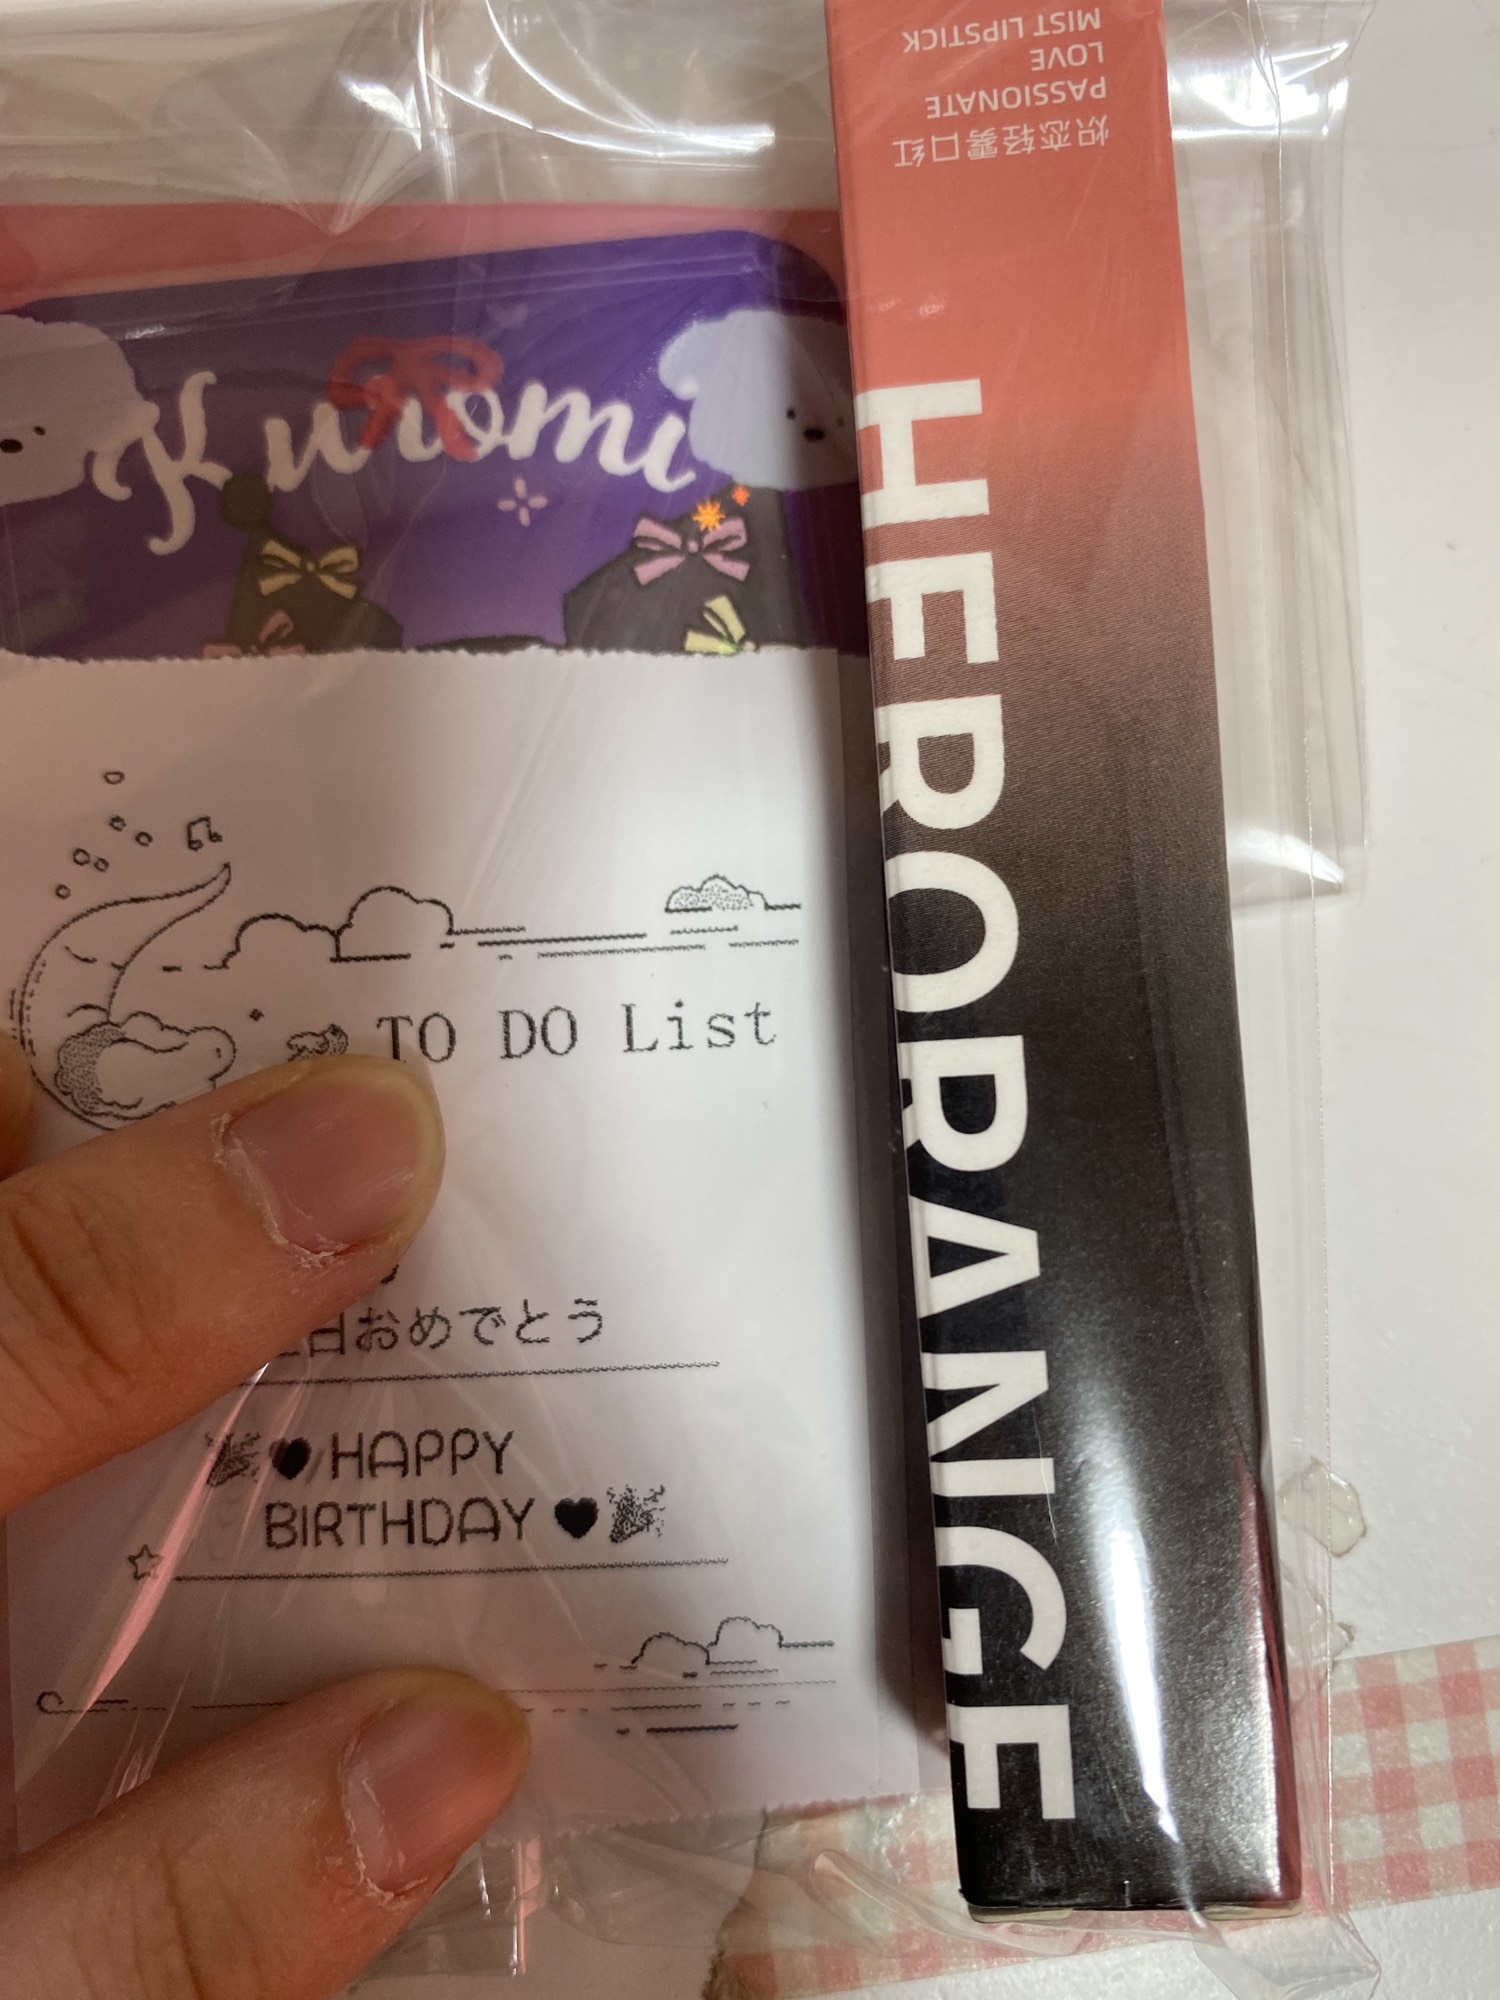 炽恋轻雾口红
PASSIONATE
LOVE
MIST LIPSTICK
HERORANGE
Kuromi
TO DO List
日おめでとう
HAPPY
BIRTHDAY